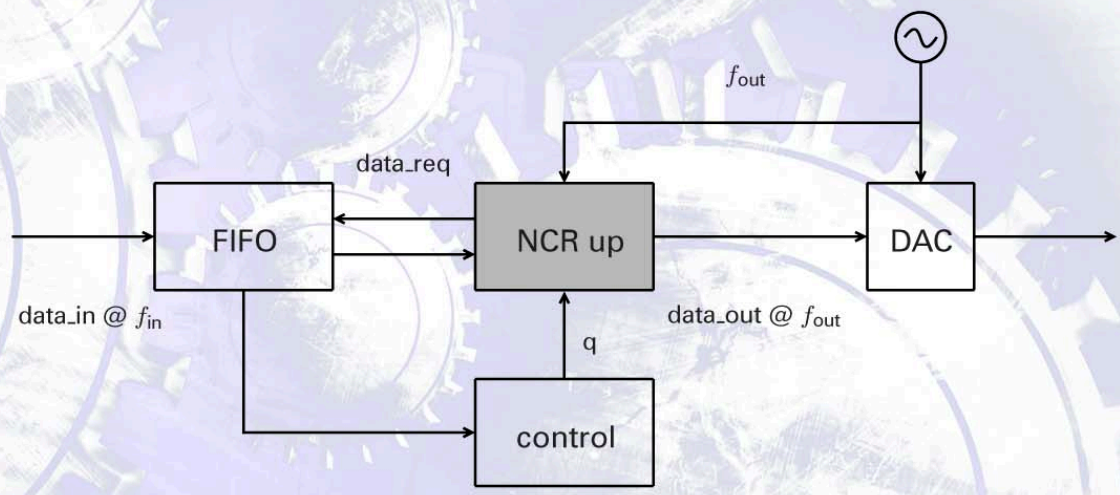 f_out
data_req
FIFO
NCR up
DAC
data_in @ f_in
data_out @ f_out
q
control